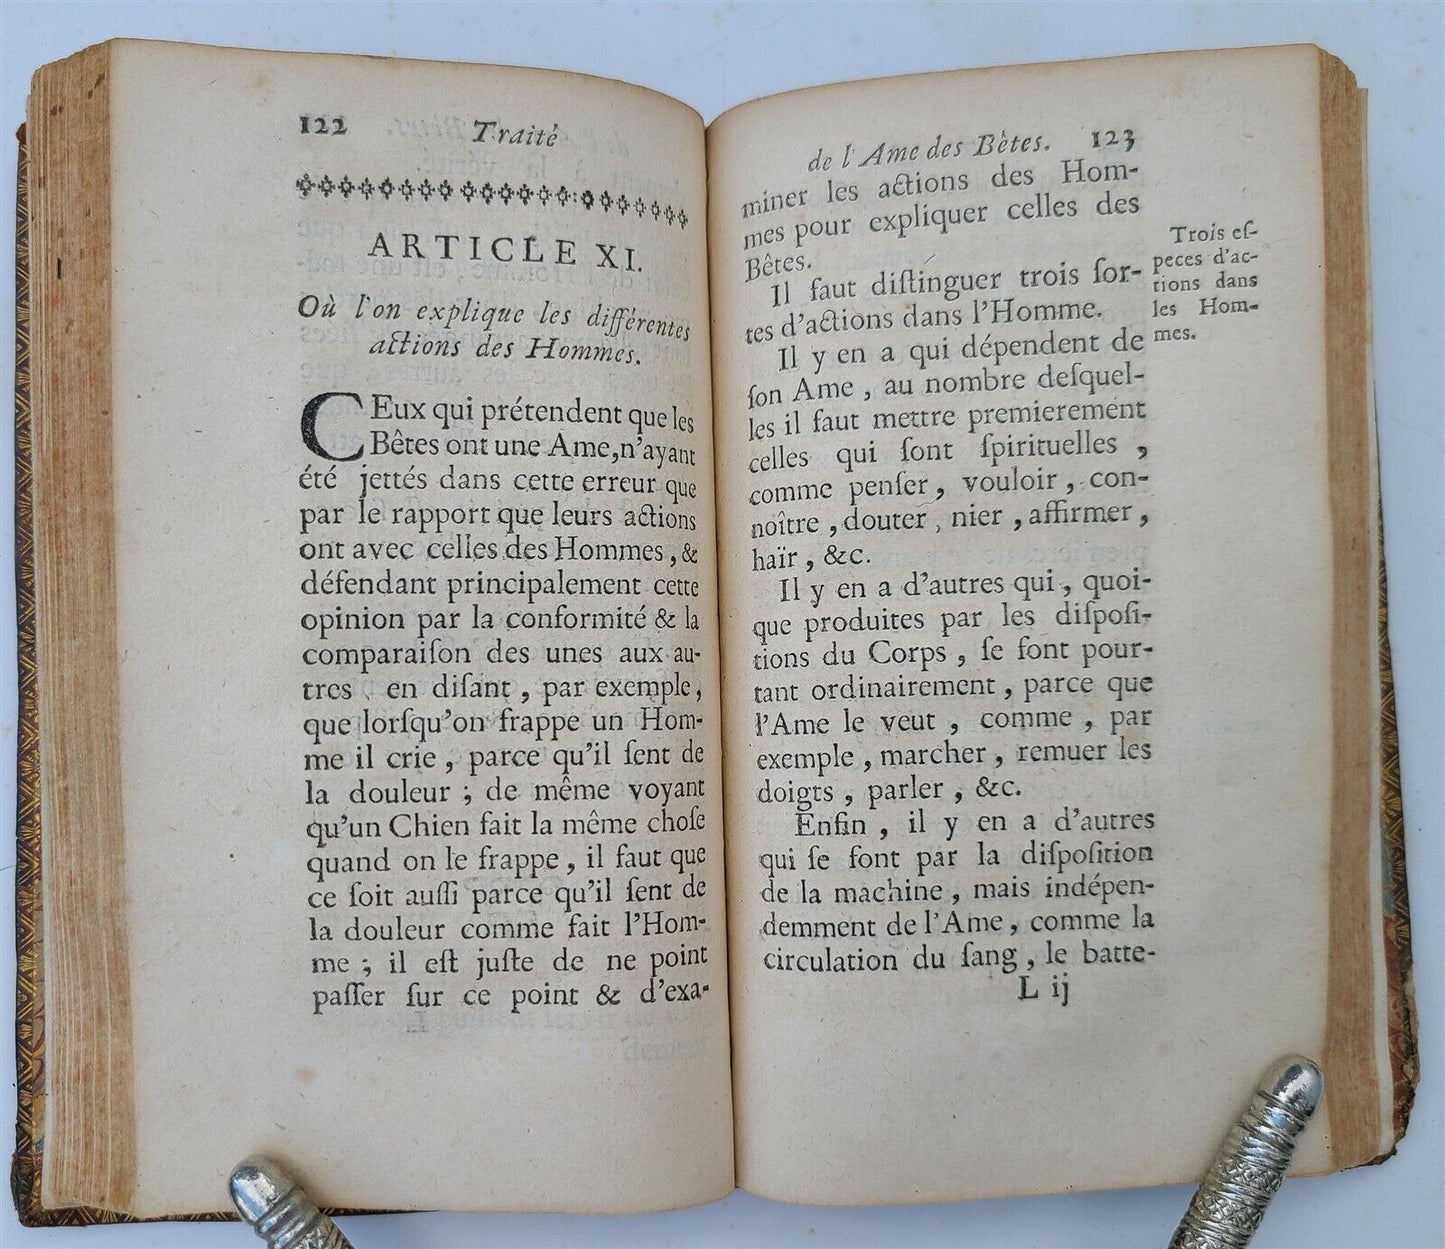 122 Traité
ARTICLE XI.
Où l'on explique les différentes
actions des Hommes.
CEux qui prétendent que les
Bêtes ont une Ame, n'ayant
été jettés dans cette erreur que
par le rapport que leurs actions
ont avec celles des Hommes, &
défendant principalement cette
opinion par la conformité & la
comparaiſon des unes aux au-
tres en diſant, par exemple,
que lorſqu'on frappe un Hom-
me il crie, parce qu'il ſent de
la douleur ; de même voyant
qu'un Chien fait la même choſe
quand on le frappe, il faut que
ce ſoit auſſi parce qu'il ſent de
la douleur comme fait l'Hom-
me ; il eſt juſte de ne point
paſſer ſur ce point & d'exa-
de l'Ame des Bêtes. 123
miner les actions des Hom-
mes pour expliquer celles des
Bêtes.
Il faut diſtinguer trois ſor-
tes d'actions dans l'Homme.
Il y en a qui dépendent de
ſon Ame, au nombre deſquel-
les il faut mettre premierement
celles qui ſont ſpirituelles,
comme penſer, vouloir, con-
noître, douter, nier, affirmer,
haïr, &c.
Il y en a d'autres qui, quoi-
que produites par les diſpoſi-
tions du Corps, ſe font pour-
tant ordinairement, parce que
l'Ame le veut, comme, par
exemple, marcher, remuer les
doigts, parler, &c.
Enfin, il y en a d'autres
qui ſe font par la diſpoſition
de la machine, mais indépen-
demment de l'Ame, comme la
circulation du ſang, le batte-
L ij
Trois eſ-
peces d'ac-
tions dans
les Hom-
mes.